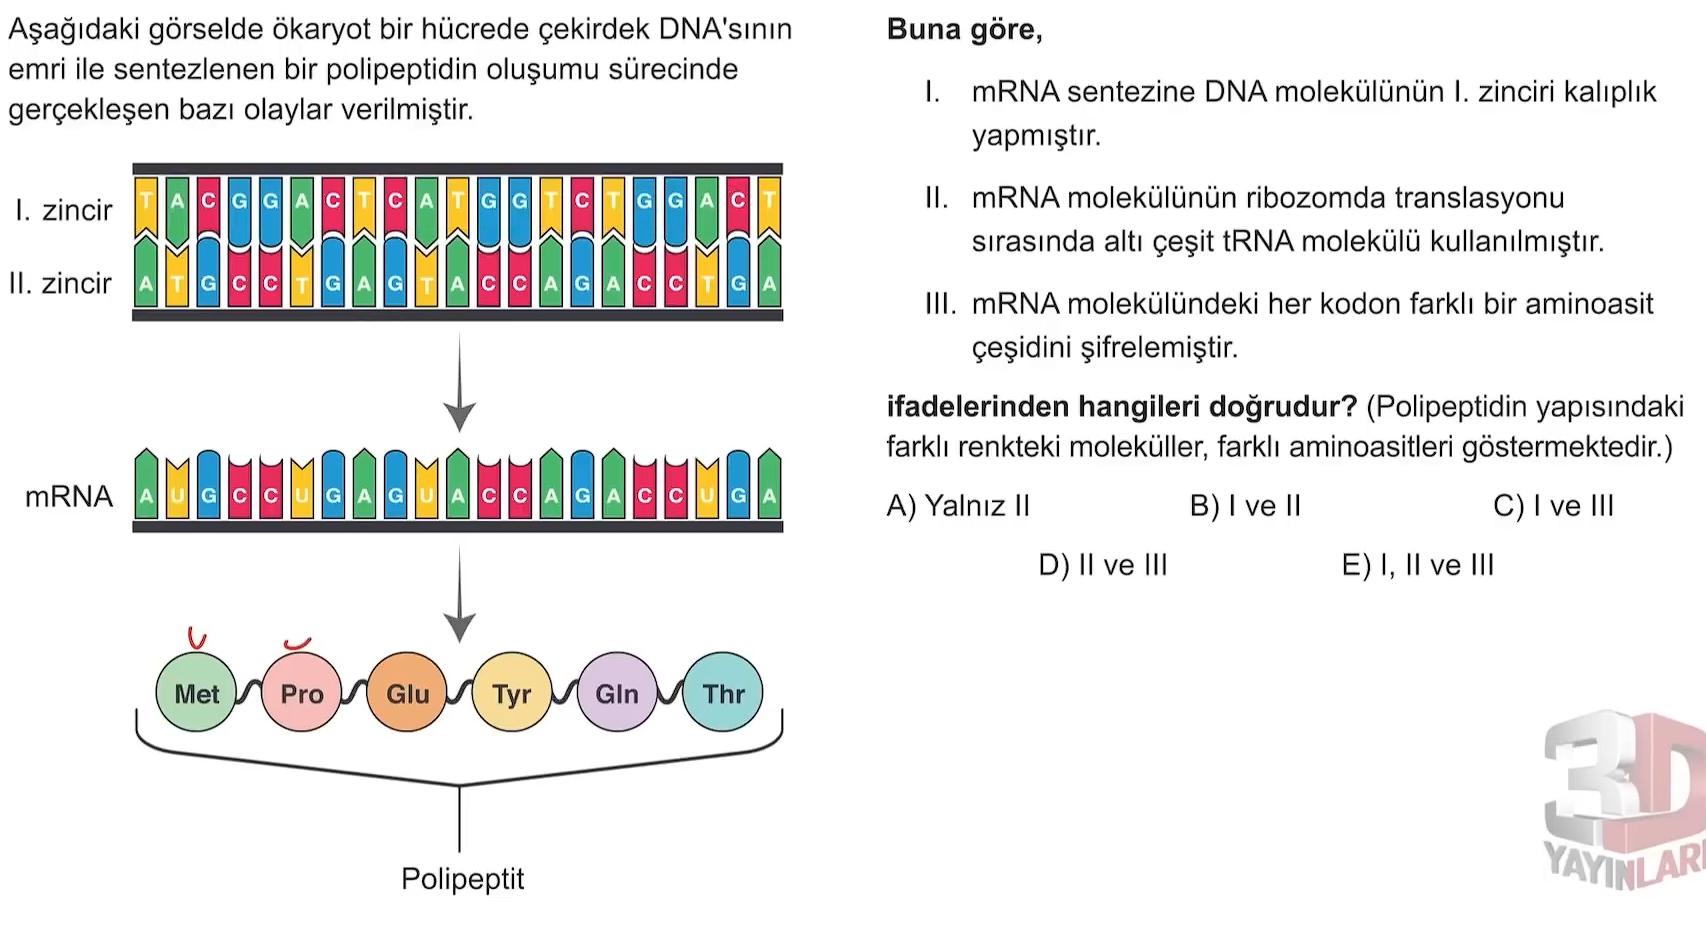 Aşağıdaki görselde ökaryot bir hücrede çekirdek DNA'sının
emri ile sentezlenen bir polipeptidin oluşumu sürecinde
gerçekleşen bazı olaylar verilmiştir.
I. zincir T A C G G A C T C A T G G T C T G G A C T
II. zincir A T G C C T G A G T A C C A G A C C T G A
mRNA A U G C C U G A G U A C C A G A C C U G A
Met Pro Glu Tyr Gln Thr
Polipeptit
Buna göre,
I. mRNA sentezine DNA molekülünün I. zinciri kalıplık
yapmıştır.
II. mRNA molekülünün ribozomda translasyonu
sırasında altı çeşit tRNA molekülü kullanılmıştır.
III. mRNA molekülündeki her kodon farklı bir aminoasit
çeşidini şifrelemiştir.
ifadelerinden hangileri doğrudur? (Polipeptidin yapısındaki
farklı renkteki moleküller, farklı aminoasitleri göstermektedir.)
A) Yalnız II B) I ve II C) I ve III
D) II ve III E) I, II ve III
3D
YAYINLARI